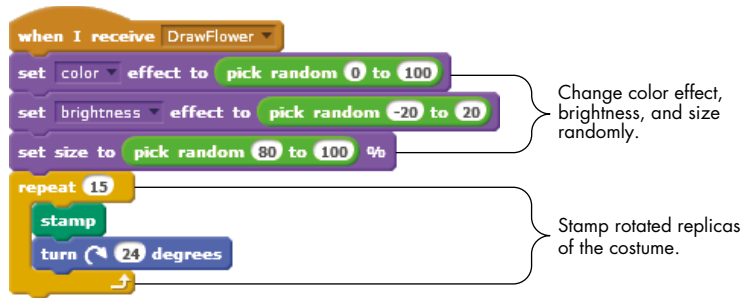 when I receive DrawFlower
set color effect to pick random 0 to 100
set brightness effect to pick random -20 to 20
set size to pick random 80 to 100 %
repeat 15
stamp
turn 24 degrees
Change color effect,
brightness, and size
randomly.
Stamp rotated replicas
of the costume.